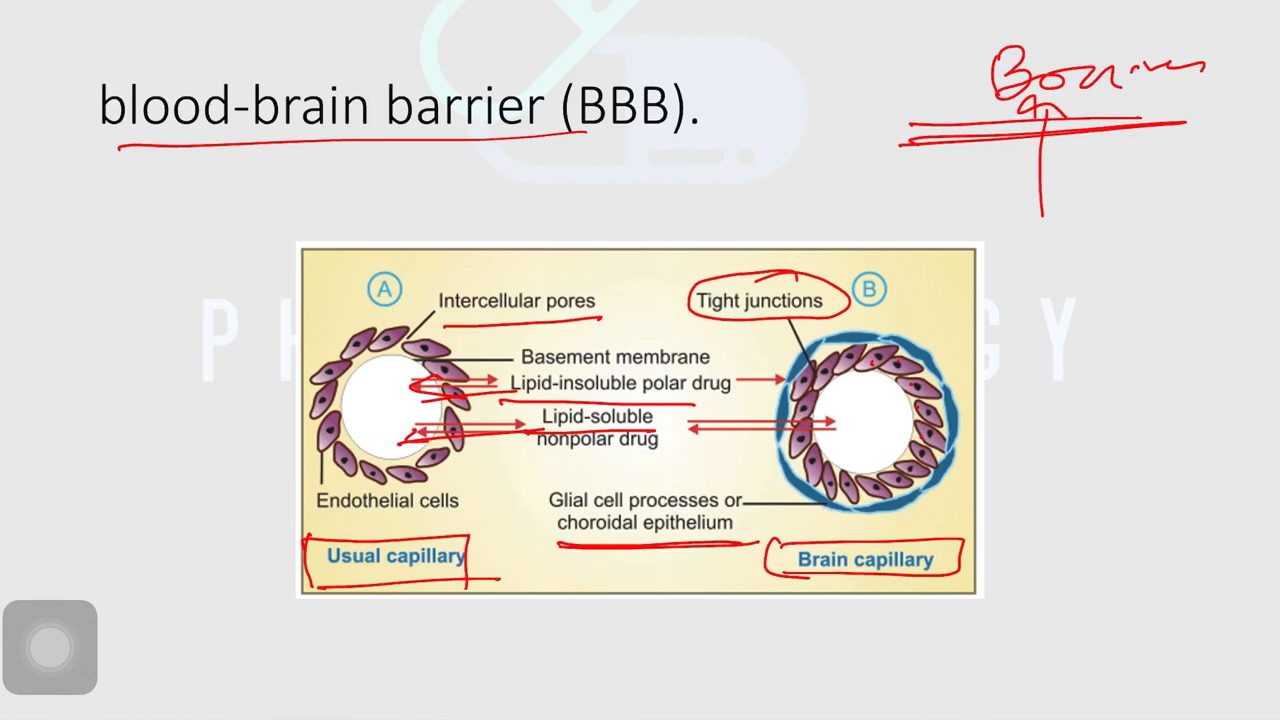 blood-brain barrier (BBB).
A
Intercellular pores
Tight junctions
B
Basement membrane
Lipid-insoluble polar drug
Lipid-soluble
nonpolar drug
Endothelial cells
Glial cell processes or
choroidal epithelium
Usual capillary
Brain capillary